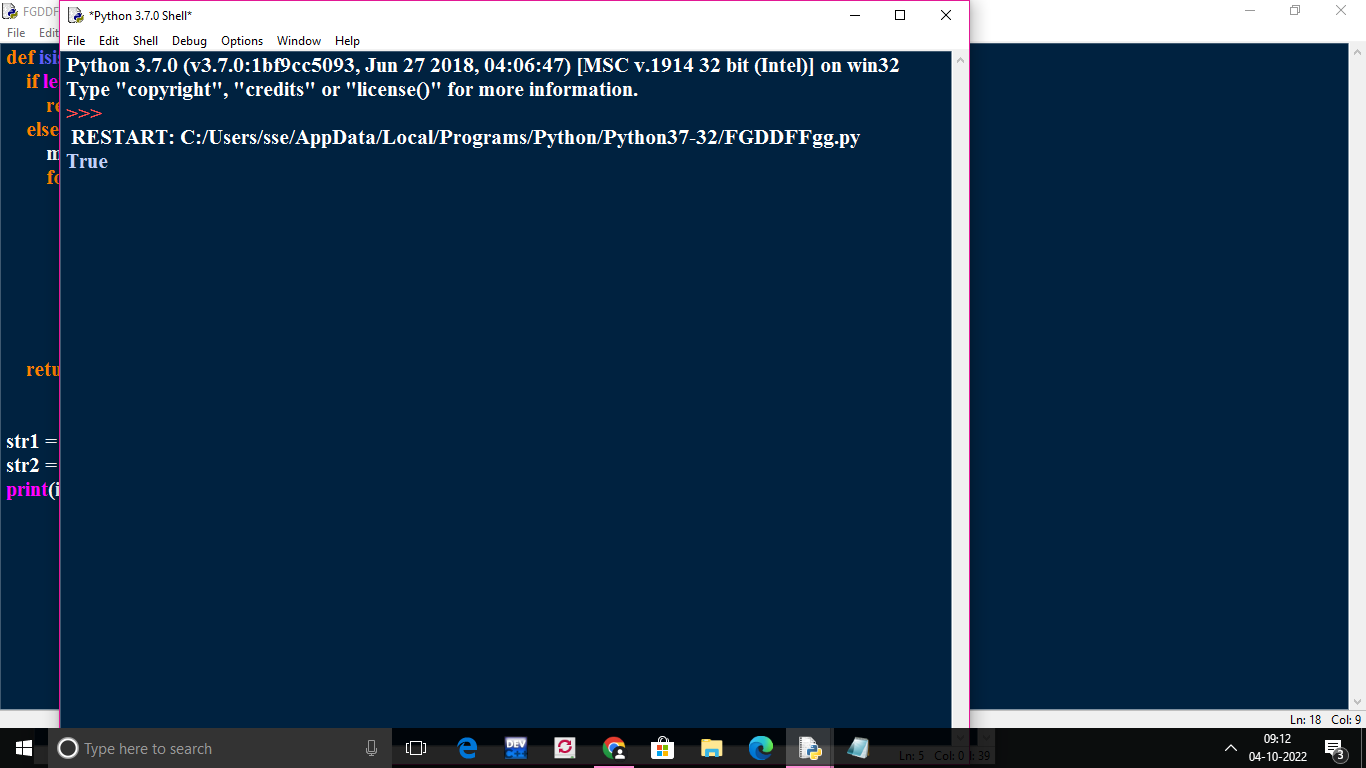 FGDDF
File Edit
def isis
if le
re
else
m
fo
retu
str1 =
str2 =
print(i
*Python 3.7.0 Shell*
File Edit Shell Debug Options Window Help
Python 3.7.0 (v3.7.0:1bf9cc5093, Jun 27 2018, 04:06:47) [MSC v.1914 32 bit (Intel)] on win32
Type "copyright", "credits" or "license()" for more information.
>>>
RESTART: C:/Users/sse/AppData/Local/Programs/Python/Python37-32/FGDDFFgg.py
True
Ln: 18 Col: 9
Type here to search
DEV
Ln: 5 Col: 0
: 39
09:12
04-10-2022
3